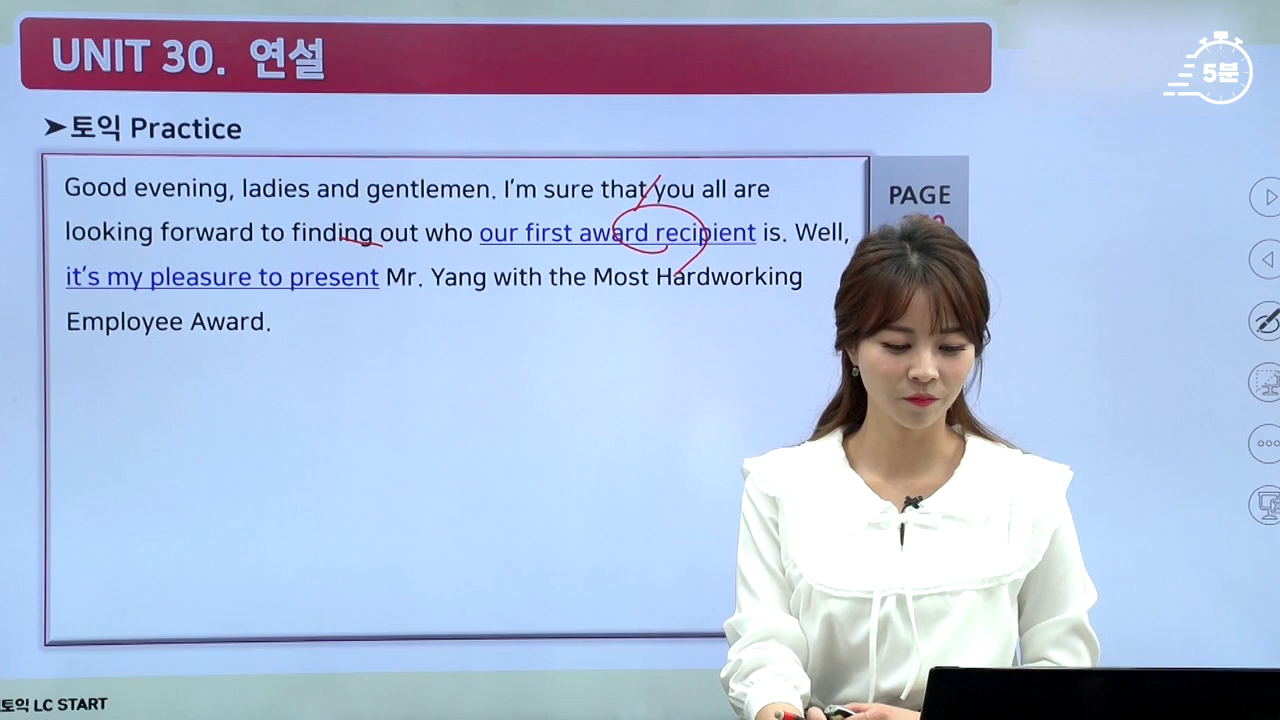 UNIT 30. 연설
5분
➤토익 Practice
Good evening, ladies and gentlemen. I'm sure that you all are
looking forward to finding out who our first award recipient is. Well,
it's my pleasure to present Mr. Yang with the Most Hardworking
Employee Award.
PAGE
토익 LC START